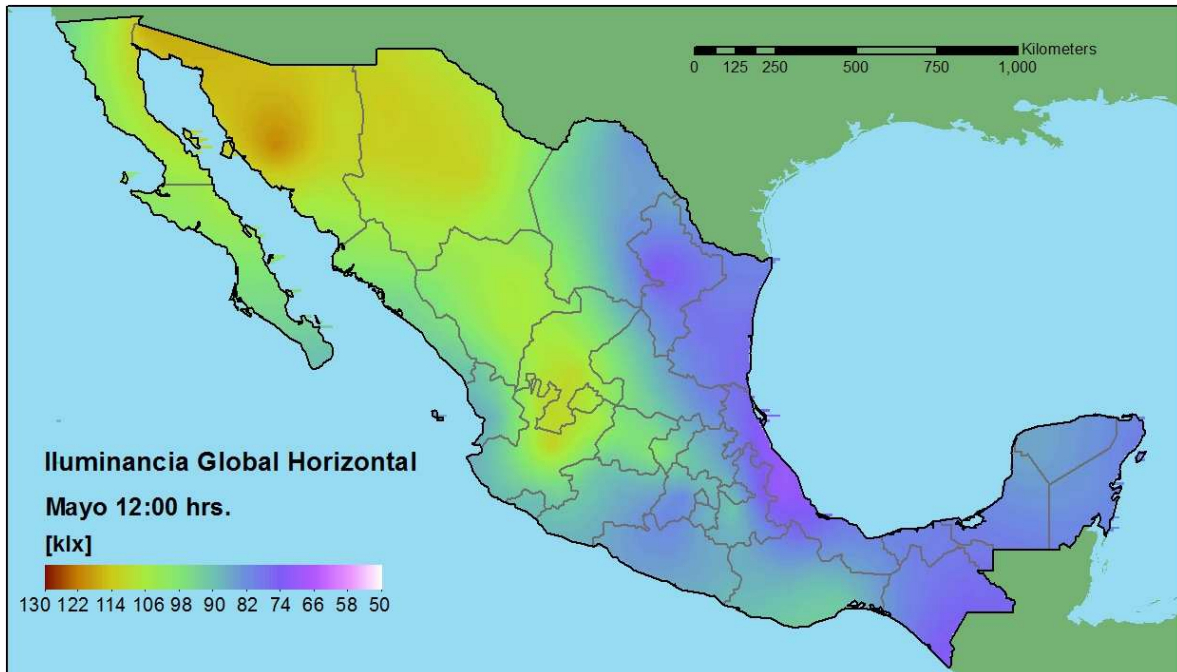 Kilometers
0 125 250 500 750 1,000
Iluminancia Global Horizontal
Mayo 12:00 hrs.
[klx]
130 122 114 106 98 90 82 74 66 58 50